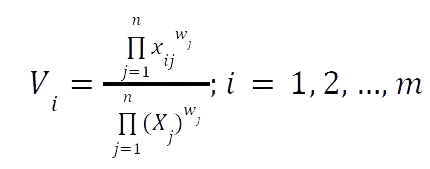 V_i = \frac{\prod_{j=1}^{n} x_{ij}^{w_j}}{\prod_{j=1}^{n} (X_j)^{w_j}}; i = 1, 2, ..., m